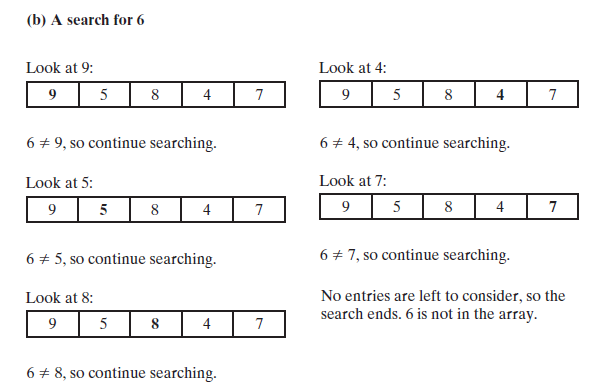 (b) A search for 6
Look at 9:
9 5 8 4 7
6 ≠ 9, so continue searching.
Look at 5:
9 5 8 4 7
6 ≠ 5, so continue searching.
Look at 8:
9 5 8 4 7
6 ≠ 8, so continue searching.
Look at 4:
9 5 8 4 7
6 ≠ 4, so continue searching.
Look at 7:
9 5 8 4 7
6 ≠ 7, so continue searching.
No entries are left to consider, so the
search ends. 6 is not in the array.